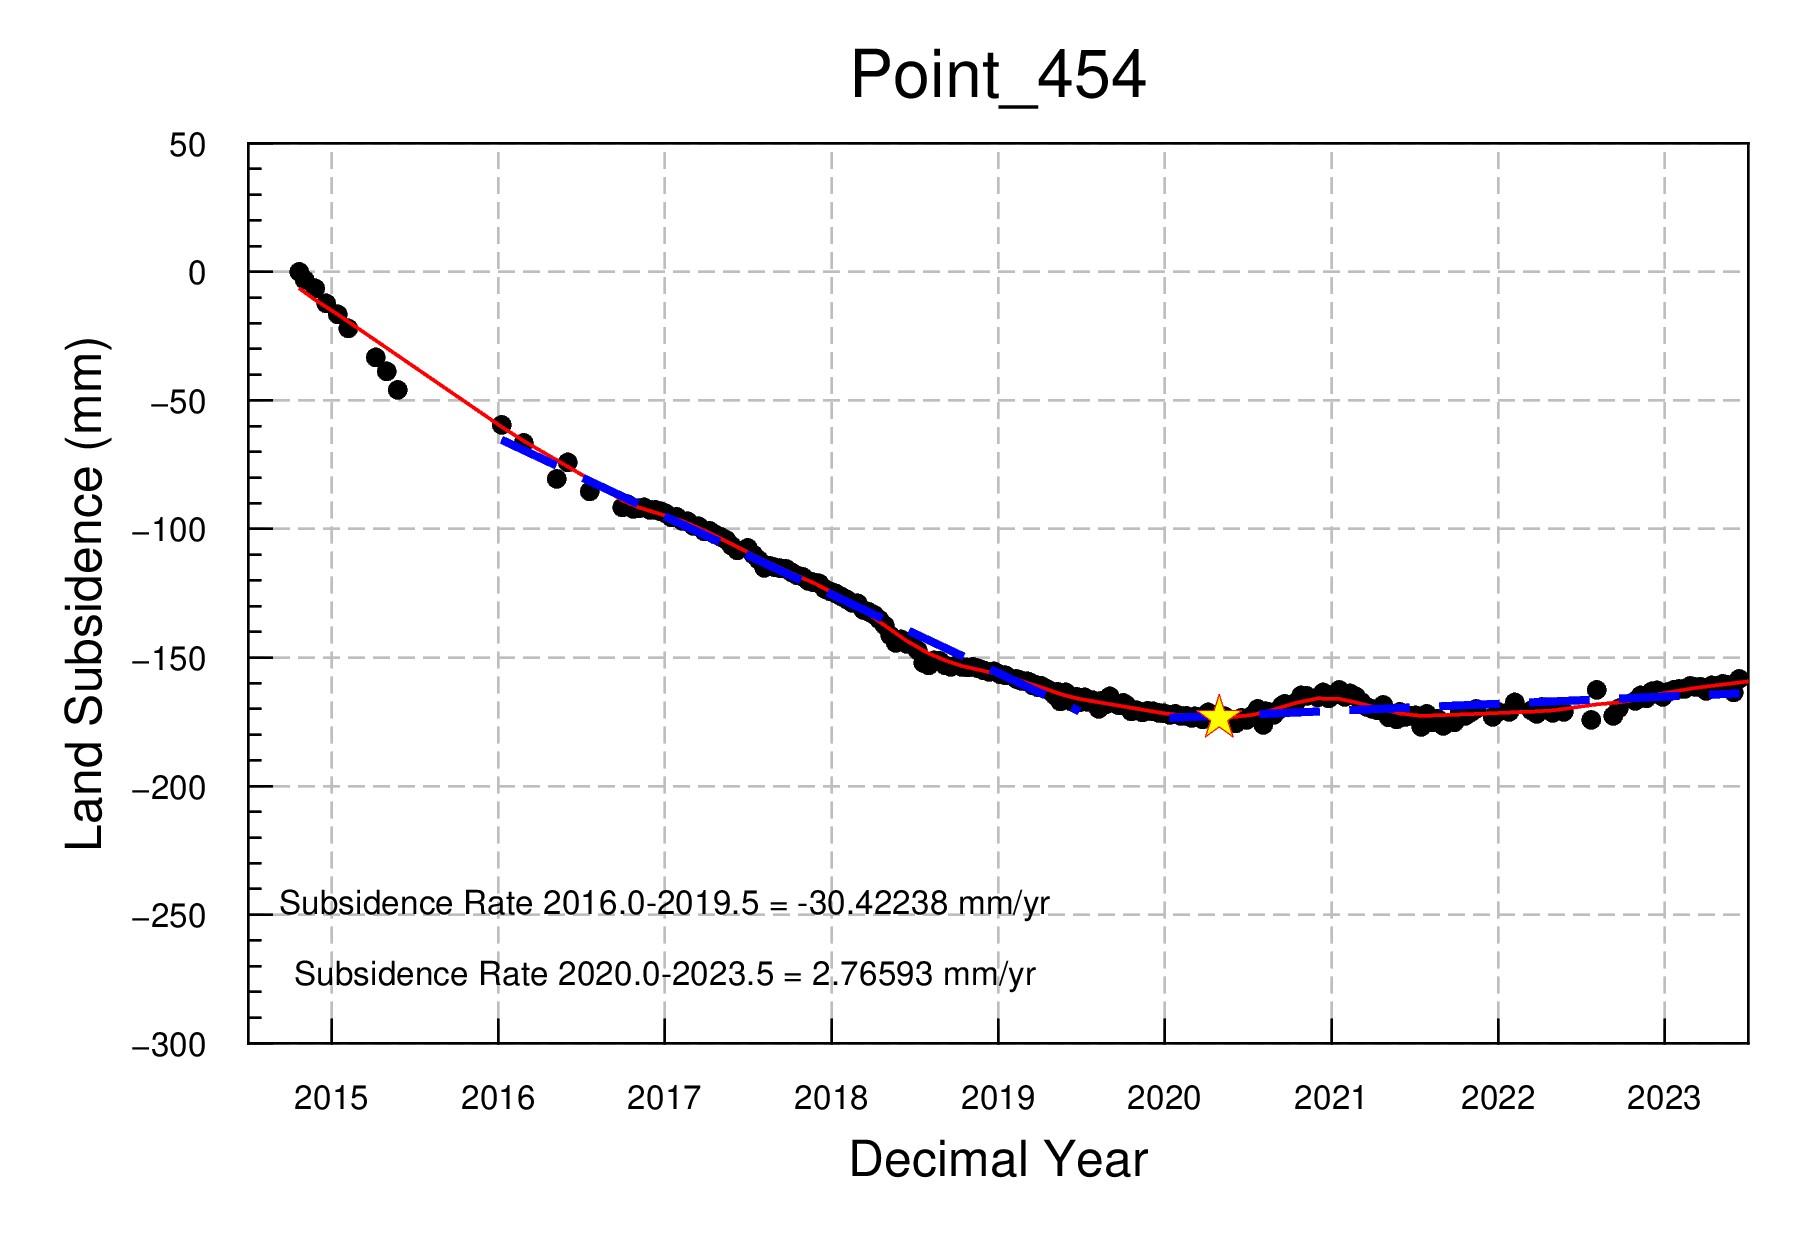 Point_454
50
0
−50
−100
−150
−200
−250
−300
Land Subsidence (mm)
Subsidence Rate 2016.0-2019.5 = -30.42238 mm/yr
Subsidence Rate 2020.0-2023.5 = 2.76593 mm/yr
2015 2016 2017 2018 2019 2020 2021 2022 2023
Decimal Year